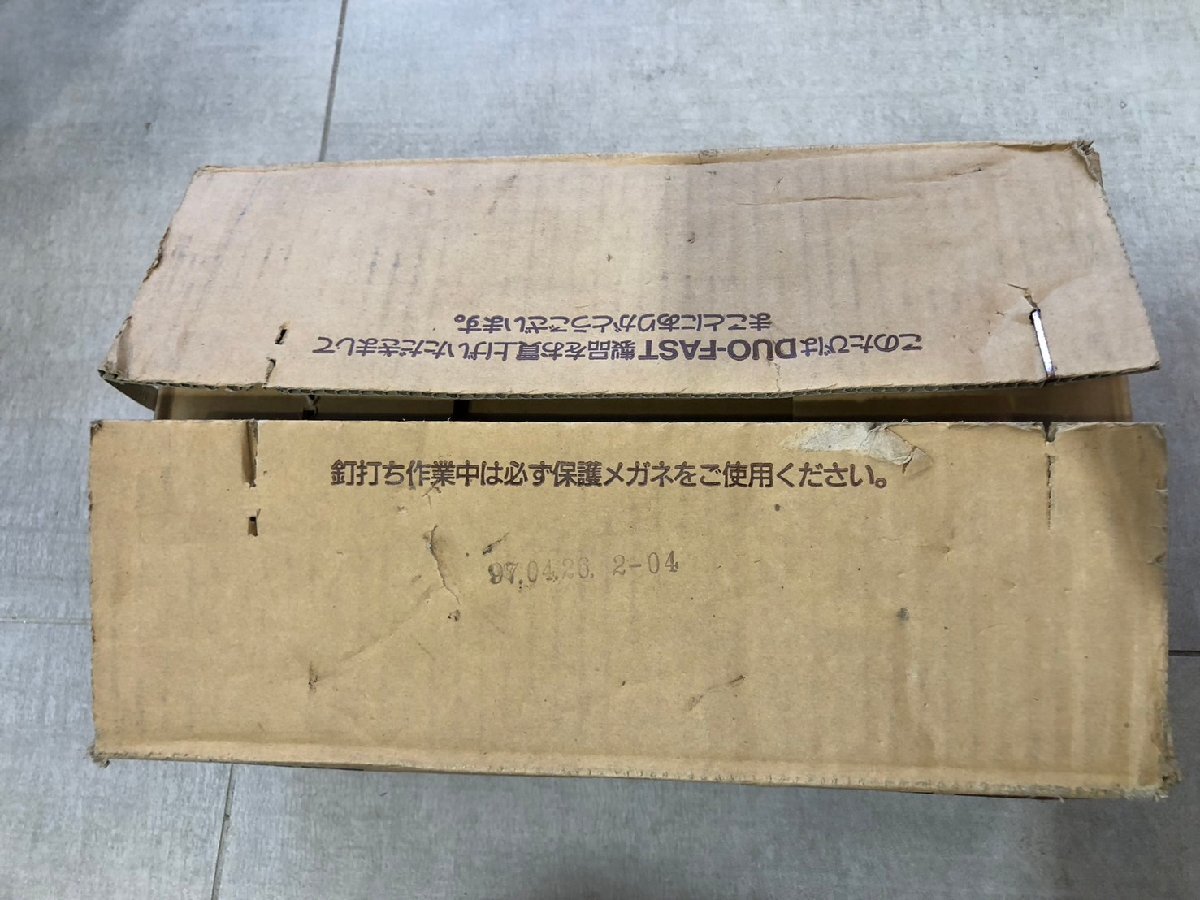 このたびはDUO-FAST製品をお買上げいただきまして
まことにありがとうございます。
釘打ち作業中は必ず保護メガネをご使用ください。
97.04.26. 2-04